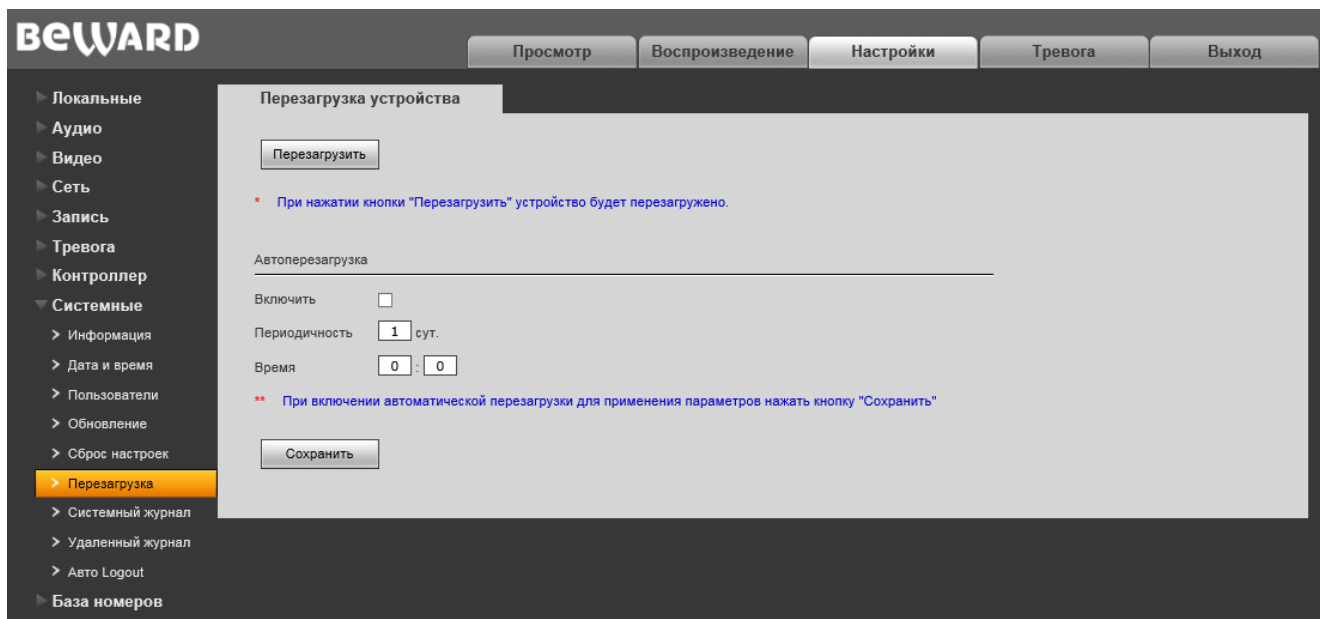 BEWARD
Просмотр
Воспроизведение
Настройки
Тревога
Выход
Локальные
Аудио
Видео
Сеть
Запись
Тревога
Контроллер
Системные
> Информация
> Дата и время
> Пользователи
> Обновление
> Сброс настроек
> Перезагрузка
> Системный журнал
> Удаленный журнал
> Авто Logout
База номеров
Перезагрузка устройства
Перезагрузить
* При нажатии кнопки "Перезагрузить" устройство будет перезагружено.
Автоперезагрузка
Включить
Периодичность 1 сут.
Время 0 : 0
** При включении автоматической перезагрузки для применения параметров нажать кнопку "Сохранить"
Сохранить